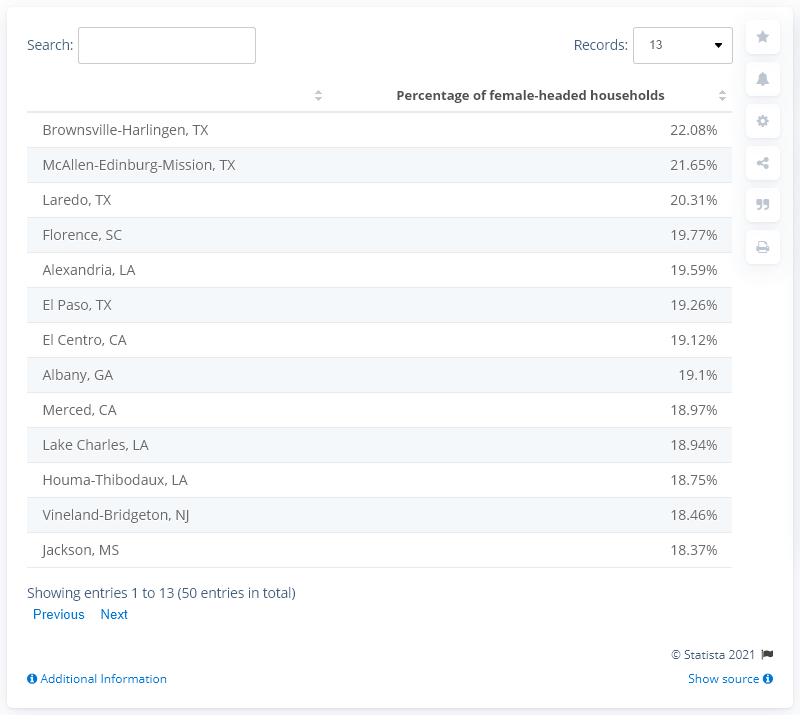 Search:
Records: 13
Percentage of female-headed households
Brownsville-Harlingen, TX 22.08%
McAllen-Edinburg-Mission, TX 21.65%
Laredo, TX 20.31%
Florence, SC 19.77%
Alexandria, LA 19.59%
El Paso, TX 19.26%
El Centro, CA 19.12%
Albany, GA 19.1%
Merced, CA 18.97%
Lake Charles, LA 18.94%
Houma-Thibodaux, LA 18.75%
Vineland-Bridgeton, NJ 18.46%
Jackson, MS 18.37%
Showing entries 1 to 13 (50 entries in total)
Previous Next
© Statista 2021
Additional Information
Show source